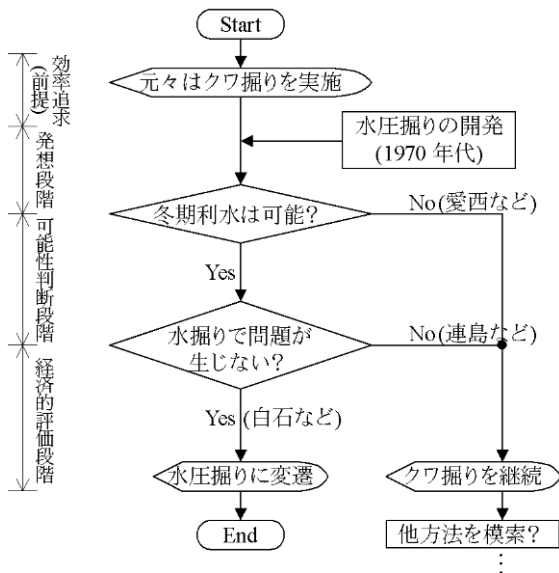 Start
効率追求
(前提)
元々はクワ掘りを実施
水圧掘りの開発
(1970 年代)
発想段階
冬期利水は可能?
No (愛西など)
可能性判断段階
Yes
水掘りで問題が
生じない?
No (連島など)
経済的評価段階
Yes (白石など)
水圧掘りに変遷
クワ掘りを継続
End
他方法を模索?
⋮